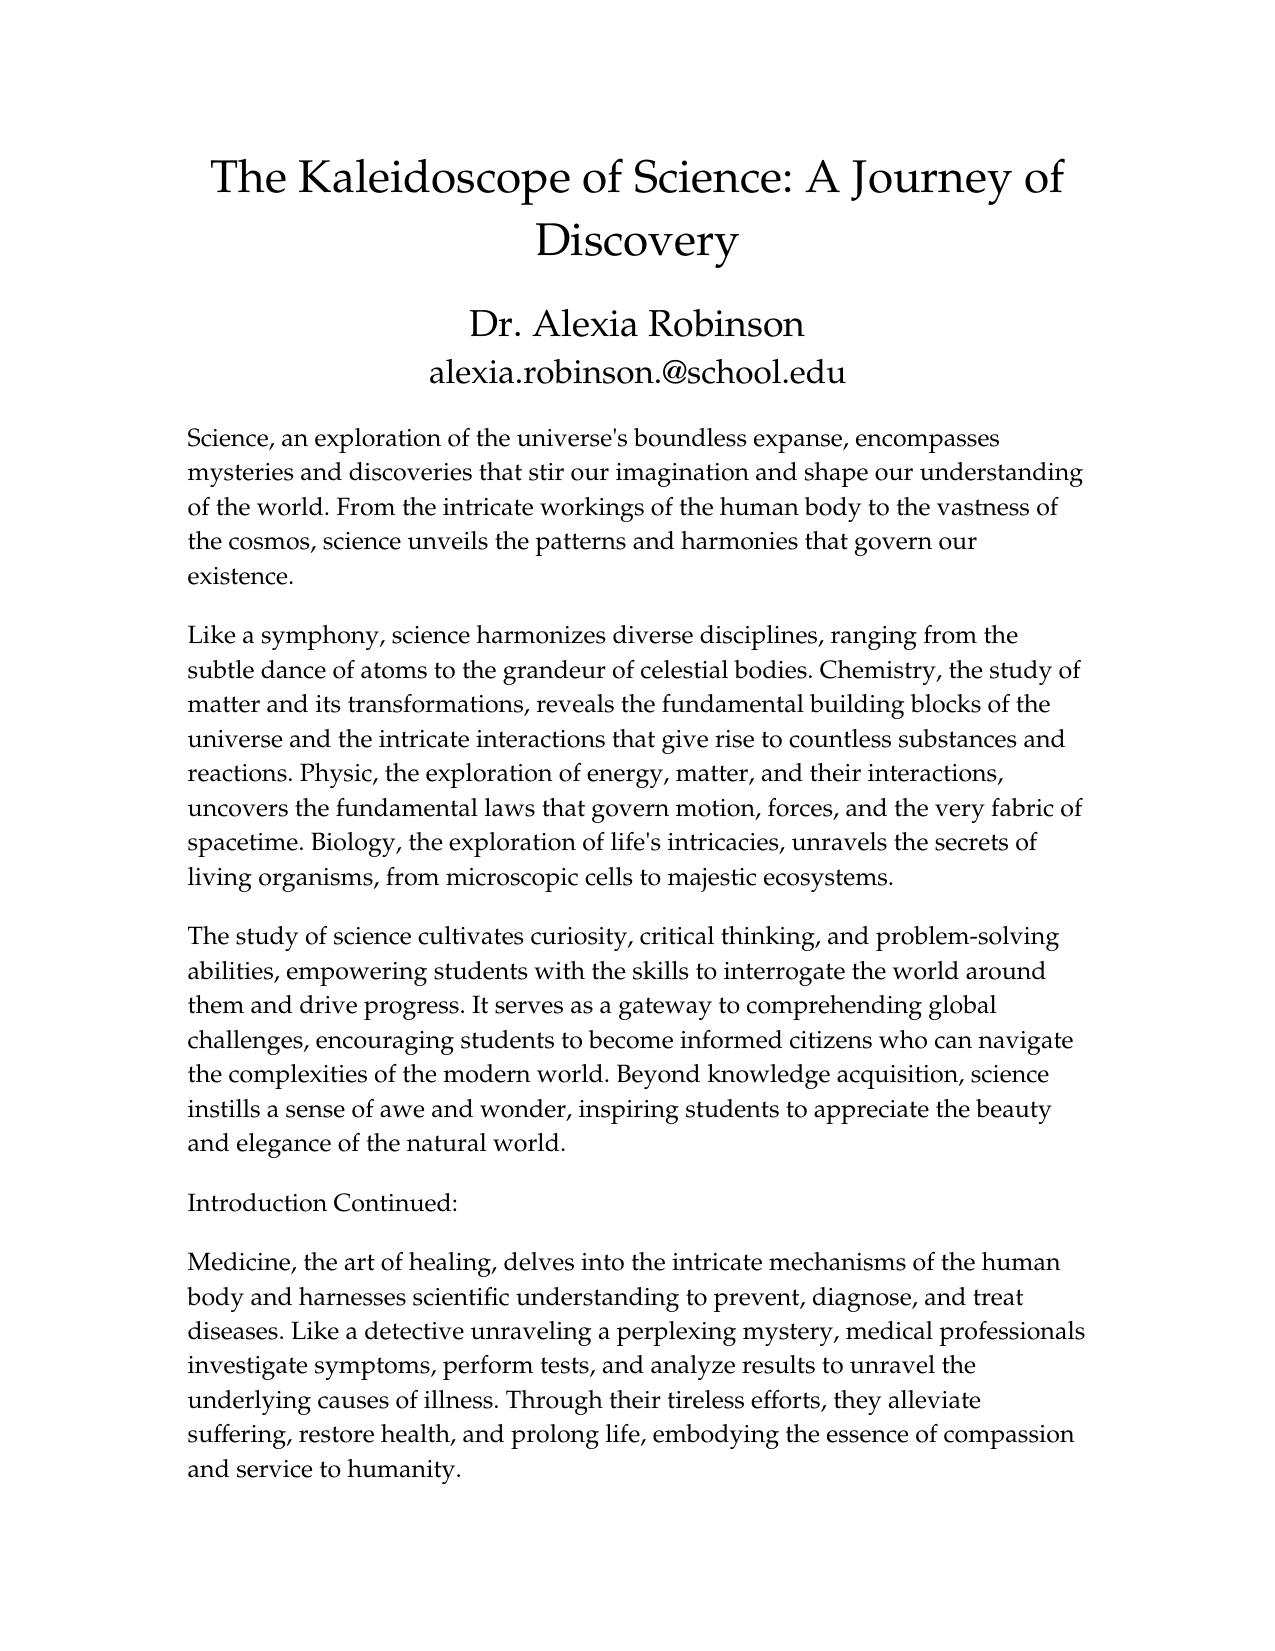 The Kaleidoscope of Science: A Journey of
Discovery
Dr. Alexia Robinson
alexia.robinson.@school.edu
Science, an exploration of the universe's boundless expanse, encompasses
mysteries and discoveries that stir our imagination and shape our understanding
of the world. From the intricate workings of the human body to the vastness of
the cosmos, science unveils the patterns and harmonies that govern our
existence.
Like a symphony, science harmonizes diverse disciplines, ranging from the
subtle dance of atoms to the grandeur of celestial bodies. Chemistry, the study of
matter and its transformations, reveals the fundamental building blocks of the
universe and the intricate interactions that give rise to countless substances and
reactions. Physic, the exploration of energy, matter, and their interactions,
uncovers the fundamental laws that govern motion, forces, and the very fabric of
spacetime. Biology, the exploration of life's intricacies, unravels the secrets of
living organisms, from microscopic cells to majestic ecosystems.
The study of science cultivates curiosity, critical thinking, and problem-solving
abilities, empowering students with the skills to interrogate the world around
them and drive progress. It serves as a gateway to comprehending global
challenges, encouraging students to become informed citizens who can navigate
the complexities of the modern world. Beyond knowledge acquisition, science
instills a sense of awe and wonder, inspiring students to appreciate the beauty
and elegance of the natural world.
Introduction Continued:
Medicine, the art of healing, delves into the intricate mechanisms of the human
body and harnesses scientific understanding to prevent, diagnose, and treat
diseases. Like a detective unraveling a perplexing mystery, medical professionals
investigate symptoms, perform tests, and analyze results to unravel the
underlying causes of illness. Through their tireless efforts, they alleviate
suffering, restore health, and prolong life, embodying the essence of compassion
and service to humanity.